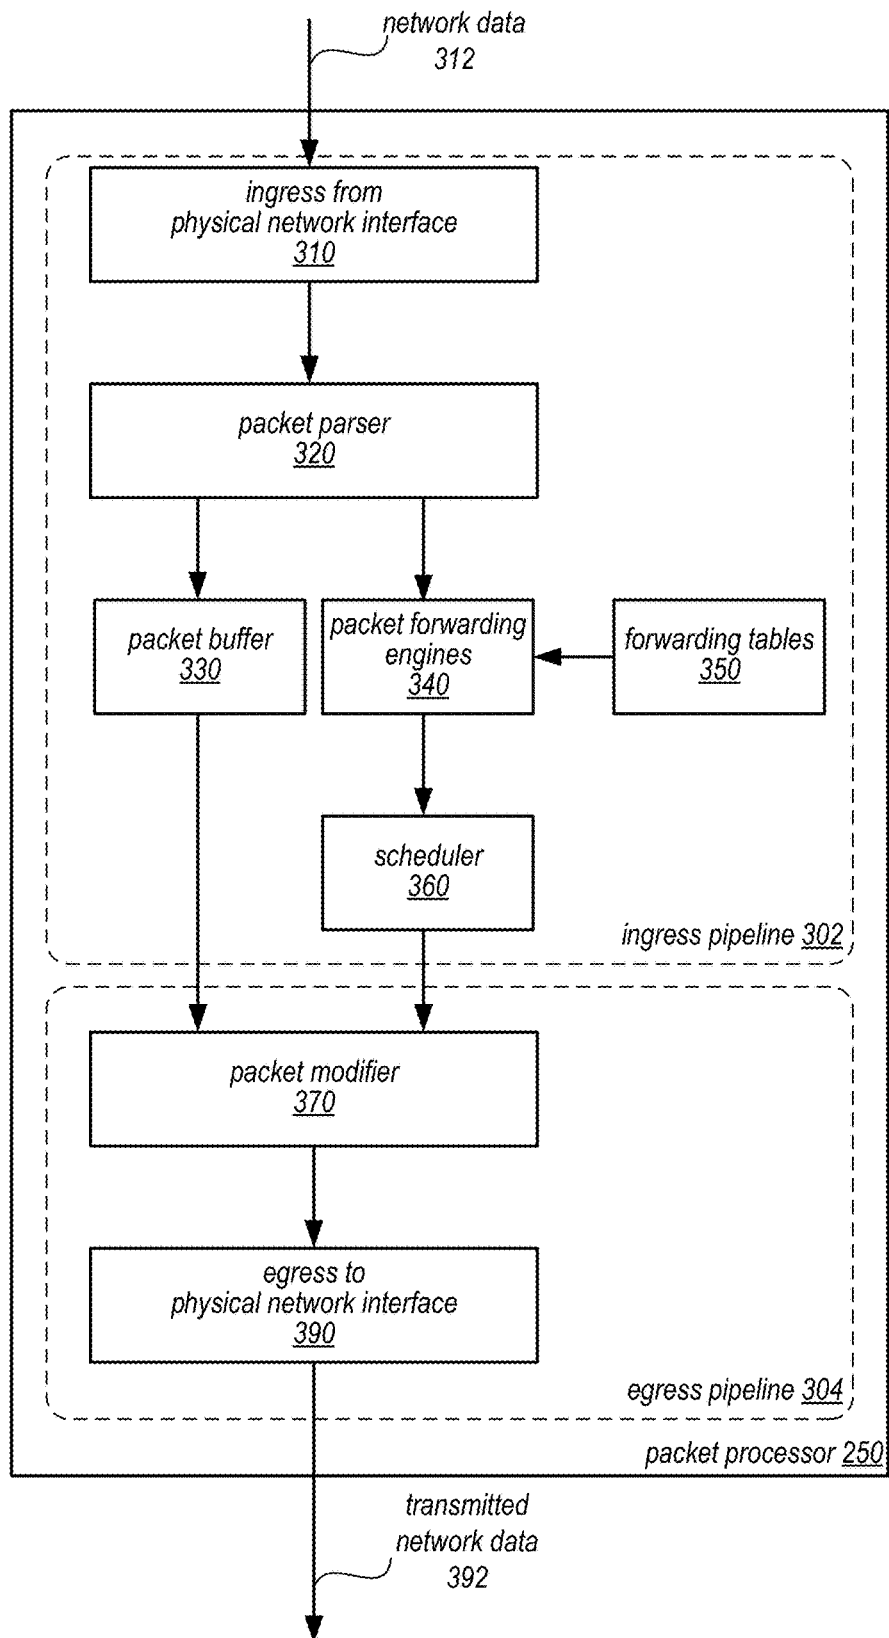 network data
312
ingress from
physical network interface
310
packet parser
320
packet buffer
330
packet forwarding
engines
340
forwarding tables
350
scheduler
360
ingress pipeline 302
packet modifier
370
egress to
physical network interface
390
egress pipeline 304
packet processor 250
transmitted
network data
392